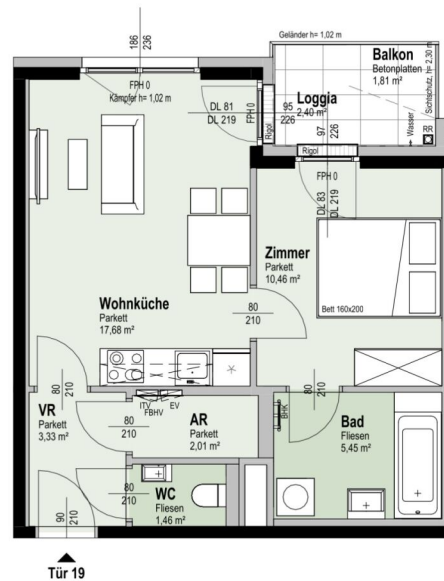 Geländer h= 1,02 m
186
236
Balkon
Betonplatten
1,81 m²
Sichtschutz, h= 2,30 m
FPH 0
Kämpfer h= 1,02 m
DL 81
DL 219
FPH 0
Rigol
95
226
Loggia
2,40 m²
97
226
Wasser
RR
Rigol
FPH 0
DL 83
DL 219
Zimmer
Parkett
10,46 m²
Bett 160x200
Wohnküche
Parkett
17,68 m²
80
210
80
210
VR
Parkett
3,33 m²
ITV
FBHV
EV
80
210
AR
Parkett
2,01 m²
80
210
BHK
Bad
Fliesen
5,45 m²
80
210
WC
Fliesen
1,46 m²
90
210
Tür 19